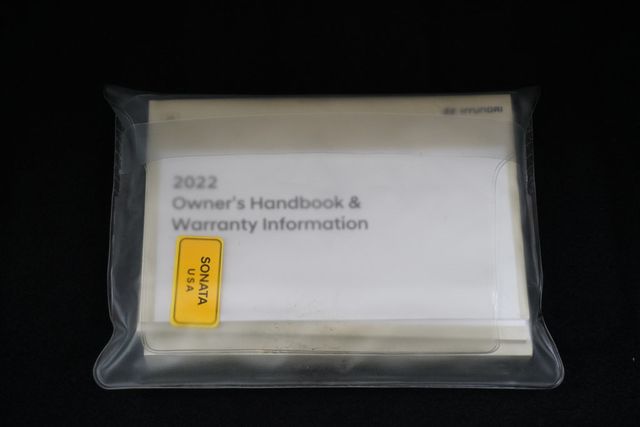 HYUNDAI
2022
Owner's Handbook &
Warranty Information
SONATA
USA